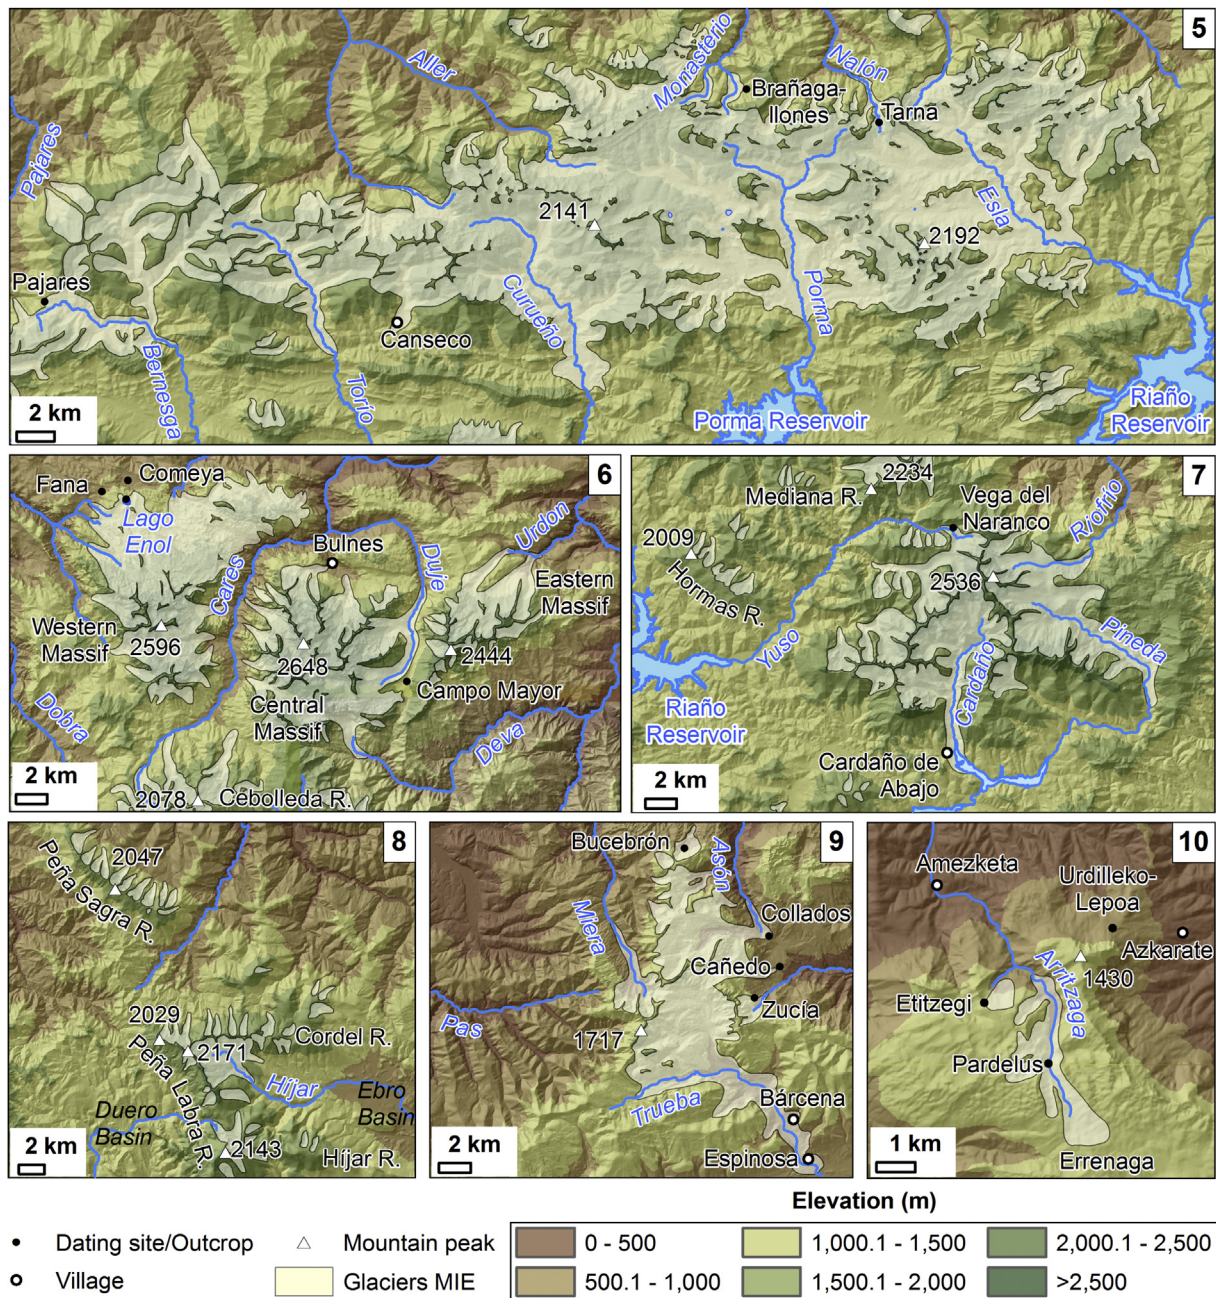 5
Aller
Monasterio
Nalón
Brañaga-
llones
Tarna
Pajares
Esla
2141
2192
Pajares
Porma
Curueño
Canseco
Bernesga
Torío
2 km
Porma Reservoir
Riaño
Reservoir
6
Comeya
Fana
Lago
Enol
Urdon
Bulnes
Duje
Cares
Eastern
Massif
Western
Massif
2596
2648
2444
Campo Mayor
Central
Massif
Dobra
Deva
2 km
2078
Cebolleda R.
7
2234
Mediana R.
Vega del
Naranco
Riofrío
2009
Hormas R.
2536
Pineda
Yuso
Cardaño
Riaño
Reservoir
Cardaño de
Abajo
2 km
8
2047
Peña Sagra R.
2029
Cordel R.
2171
Peña Labra R.
Híjar
Ebro
Basin
Duero
Basin
2143
Híjar R.
2 km
9
Bucebrón
Asón
Miera
Collados
Cañedo
Zucía
Pas
1717
Trueba
Bárcena
Espinosa
2 km
10
Amezketa
Urdilleko-
Lepoa
Azkarate
1430
Arritzaga
Etitzegi
Pardelus
1 km
Errenaga
Elevation (m)
Dating site/Outcrop
Mountain peak
0 - 500
1,000.1 - 1,500
2,000.1 - 2,500
Village
Glaciers MIE
500.1 - 1,000
1,500.1 - 2,000
>2,500